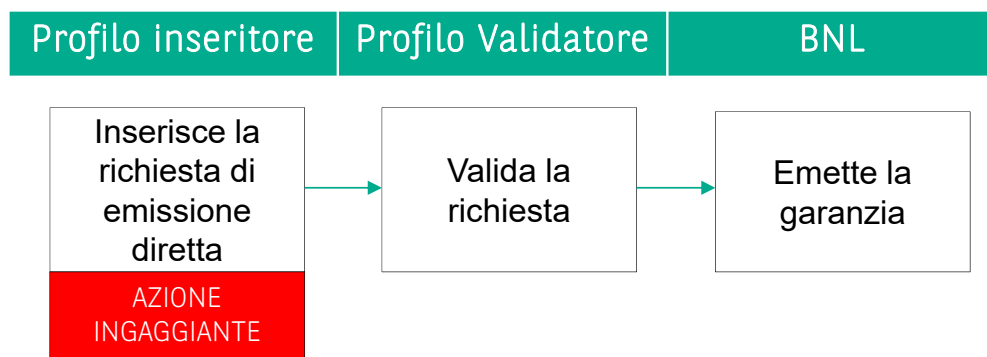 Profilo inseritore
Profilo Validatore
BNL
Inserisce la
richiesta di
emissione
diretta
AZIONE
INGAGGIANTE
Valida la
richiesta
Emette la
garanzia